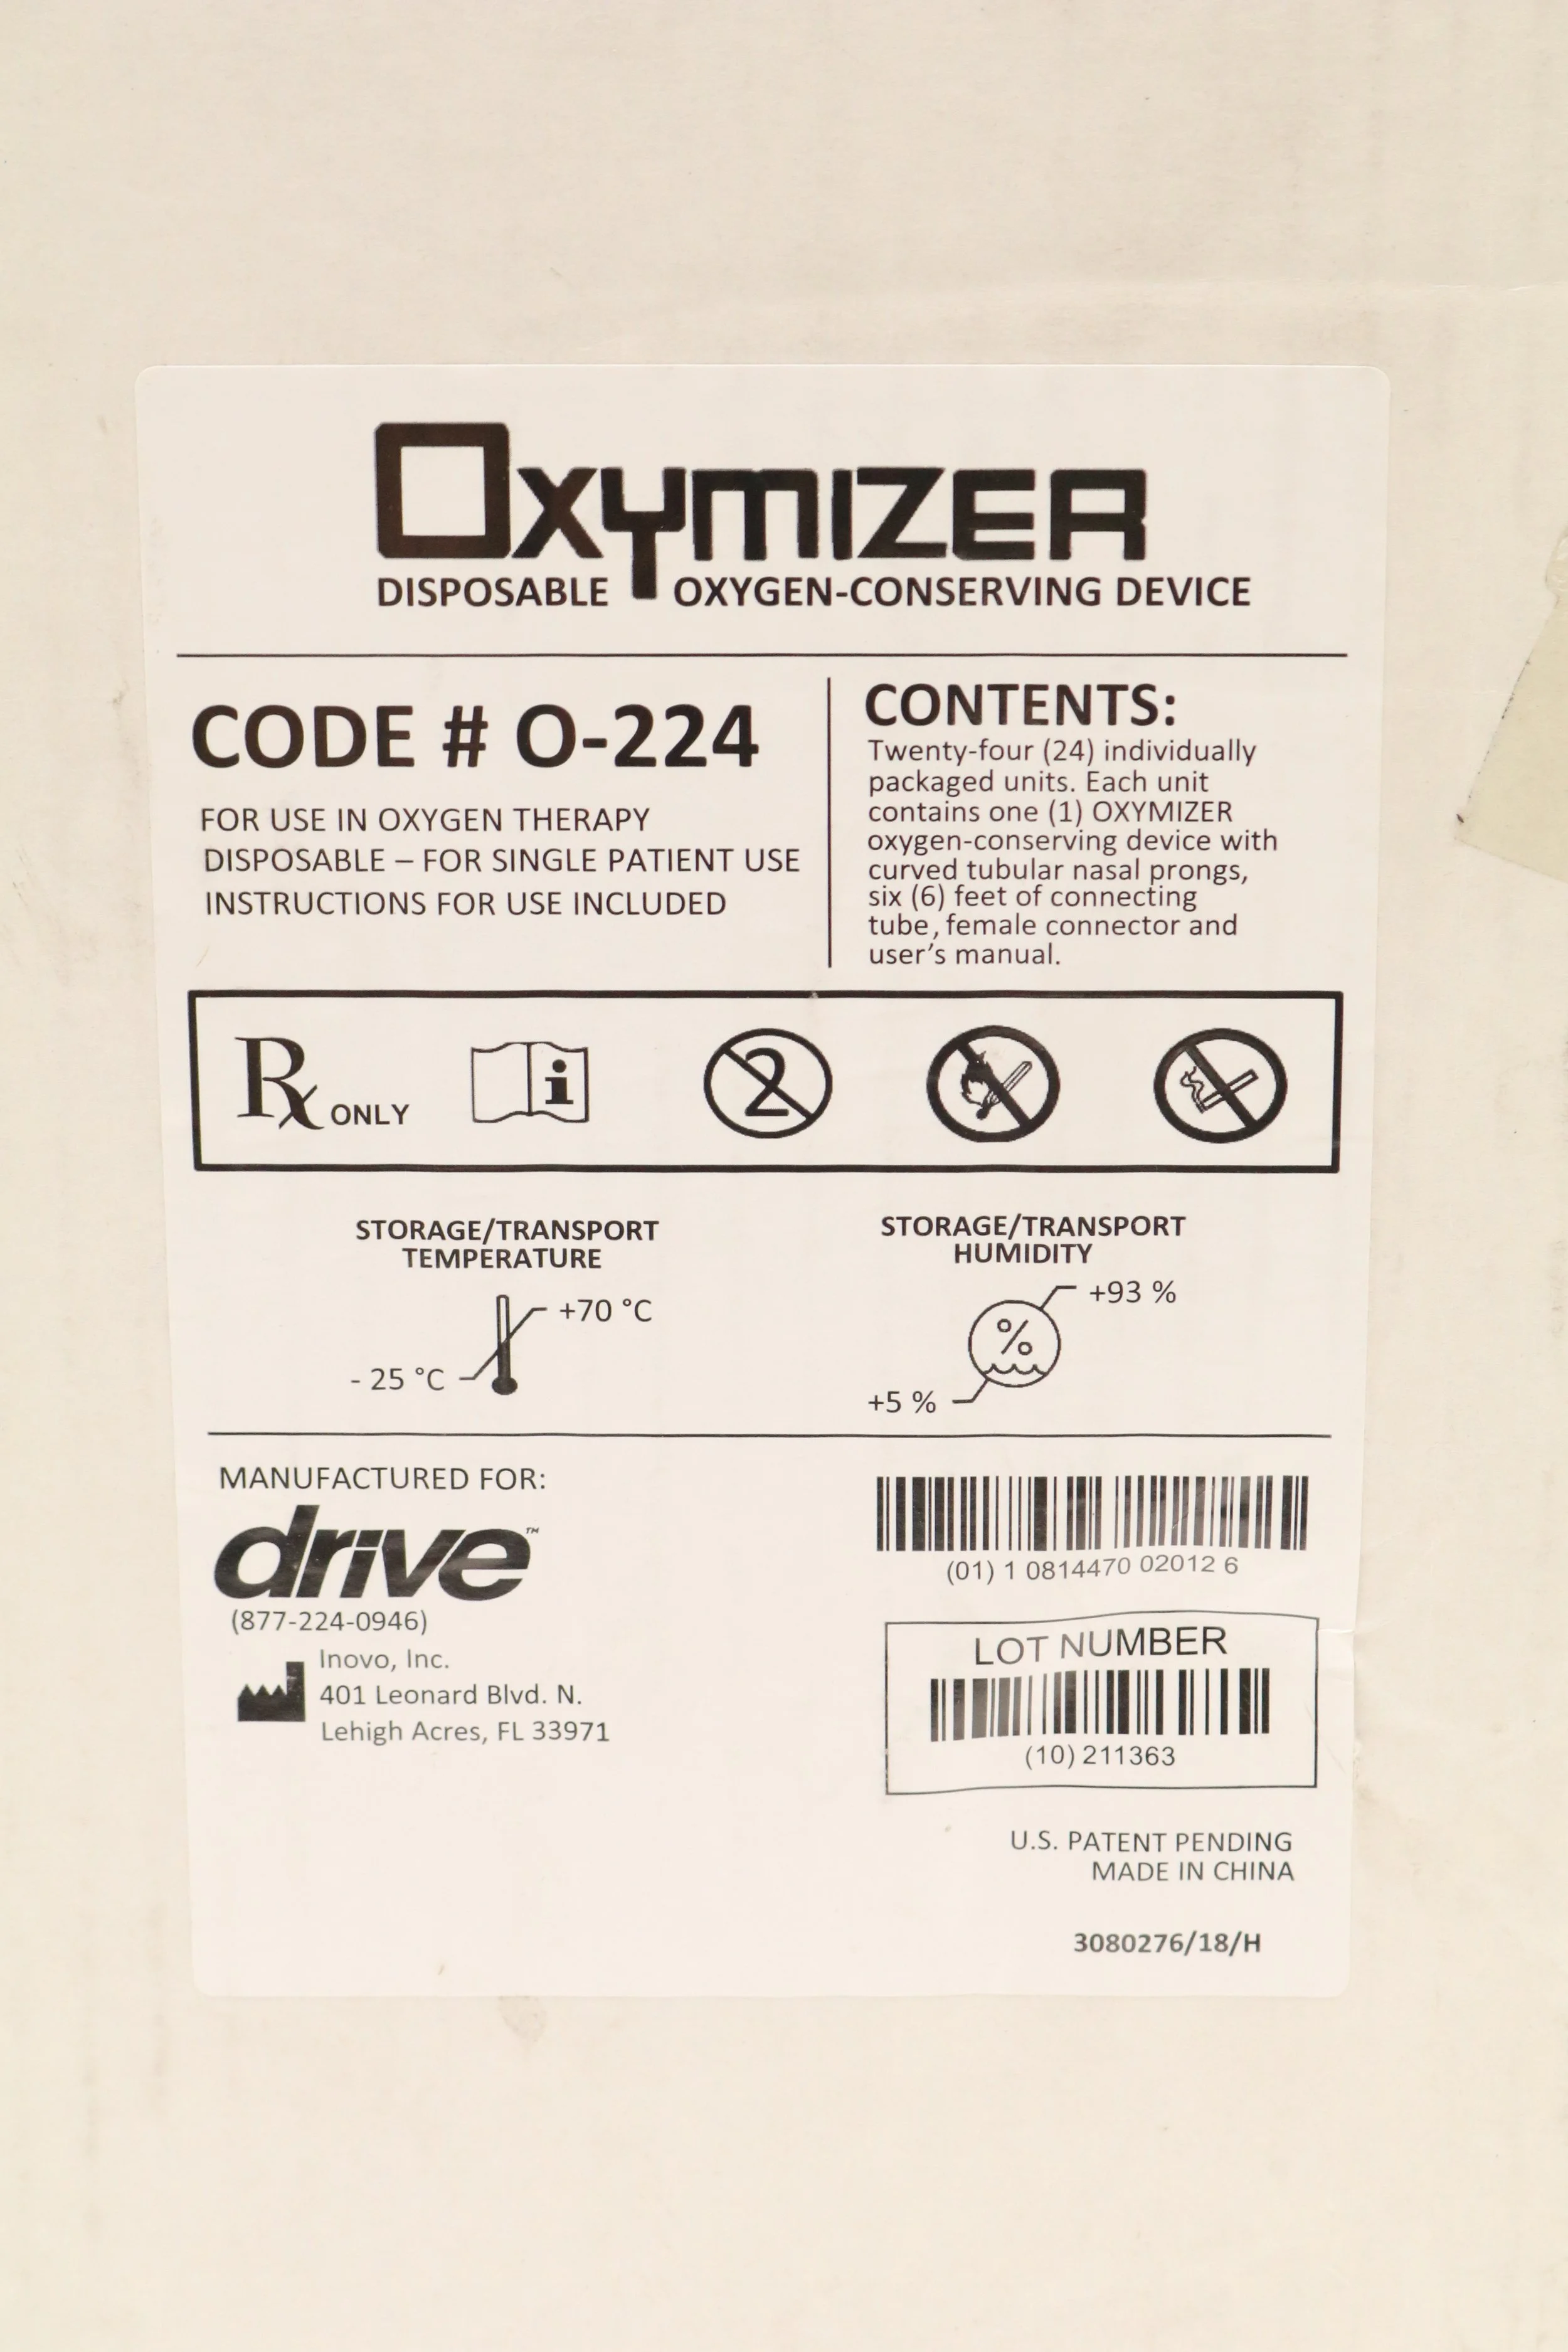 OXYMIZER
DISPOSABLE OXYGEN-CONSERVING DEVICE
CODE # O-224
FOR USE IN OXYGEN THERAPY
DISPOSABLE – FOR SINGLE PATIENT USE
INSTRUCTIONS FOR USE INCLUDED
CONTENTS:
Twenty-four (24) individually
packaged units. Each unit
contains one (1) OXYMIZER
oxygen-conserving device with
curved tubular nasal prongs,
six (6) feet of connecting
tube, female connector and
user's manual.
Rx ONLY
i
2
STORAGE/TRANSPORT
TEMPERATURE
+70 °C
- 25 °C
STORAGE/TRANSPORT
HUMIDITY
+93 %
%
+5 %
MANUFACTURED FOR:
drive™
(877-224-0946)
Inovo, Inc.
401 Leonard Blvd. N.
Lehigh Acres, FL 33971
(01) 1 0814470 02012 6
LOT NUMBER
(10) 211363
U.S. PATENT PENDING
MADE IN CHINA
3080276/18/H